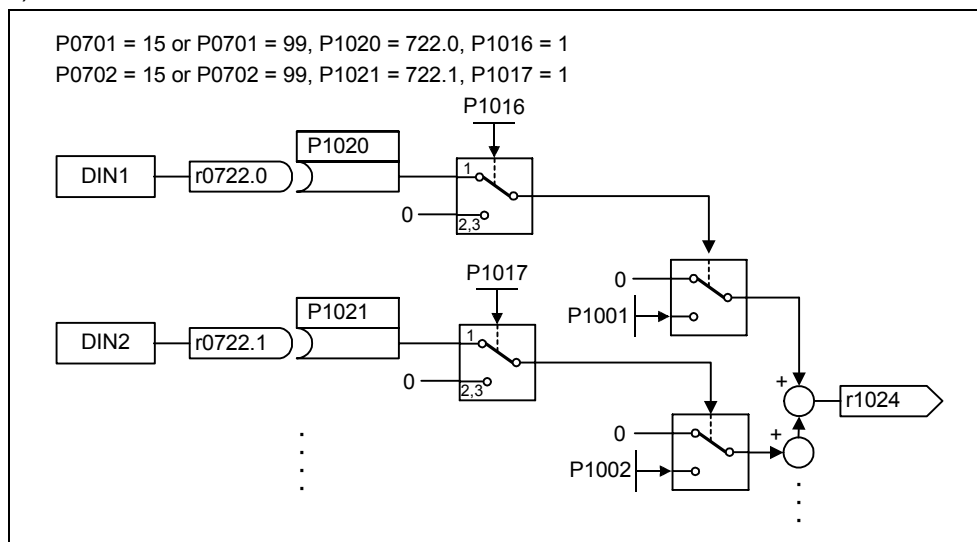 P0701 = 15 or P0701 = 99, P1020 = 722.0, P1016 = 1
P0702 = 15 or P0702 = 99, P1021 = 722.1, P1017 = 1
P1016
P1020
DIN1
r0722.0
1
0
2,3
P1017
0
P1021
P1001
DIN2
r0722.1
1
0
2,3
+
r1024
0
+
P1002